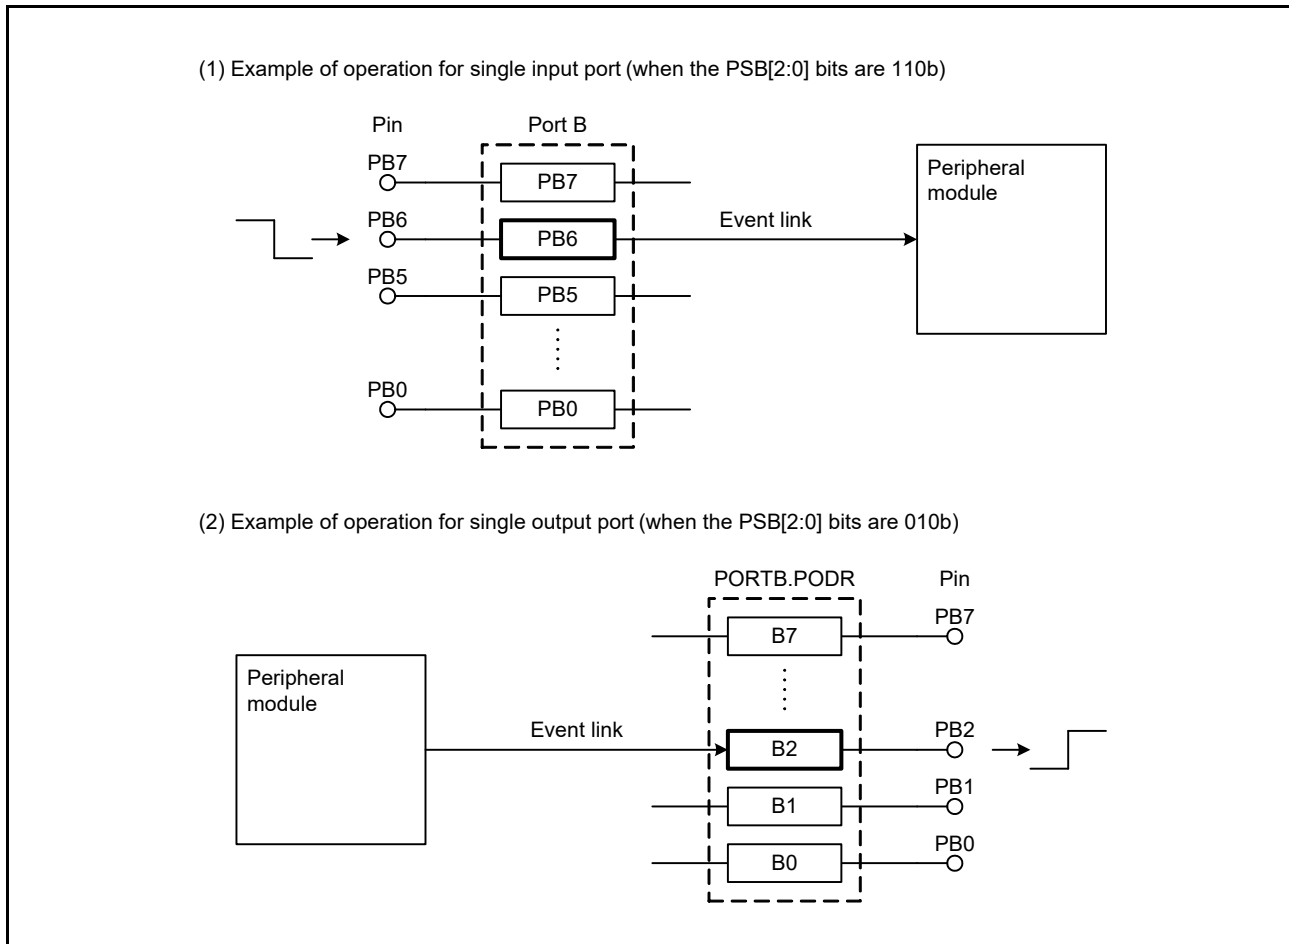 (1) Example of operation for single input port (when the PSB[2:0] bits are 110b)
Pin
Port B
PB7
PB7
Peripheral
module
PB6
PB6
Event link
PB5
PB5
PB0
PB0
(2) Example of operation for single output port (when the PSB[2:0] bits are 010b)
PORTB.PODR
Pin
B7
PB7
Peripheral
module
Event link
B2
PB2
B1
PB1
B0
PB0